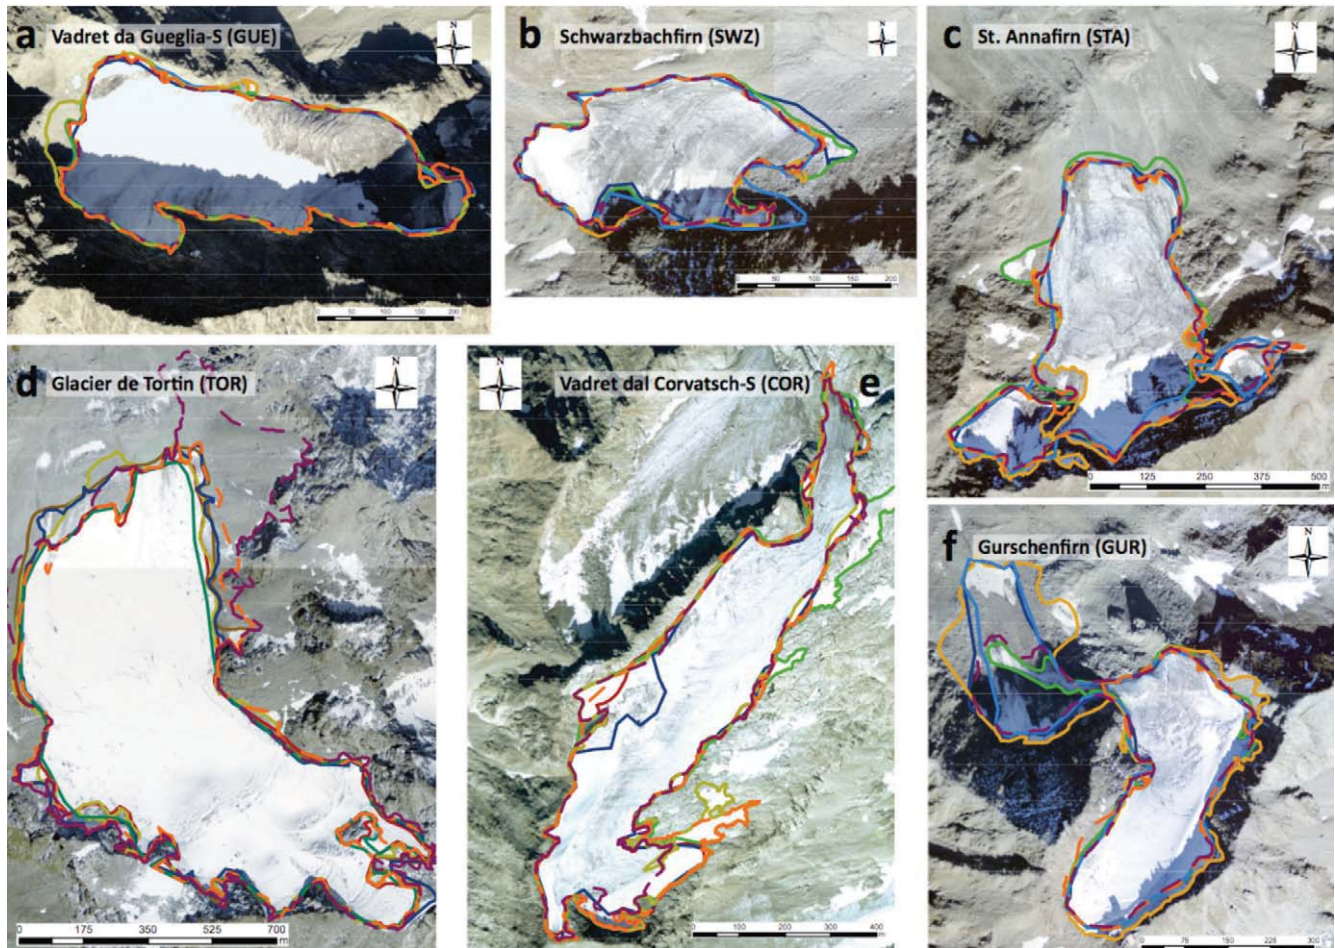 a Vadret da Gueglia-S (GUE)
N
0 50 100 150 200
m
b Schwarzbachfirn (SWZ)
N
50 100 150 200
m
c St. Annafirn (STA)
N
0 125 250 375 500
m
d Glacier de Tortin (TOR)
N
0 175 350 525 700
m
N
Vadret dal Corvatsch-S (COR) e
0 100 200 300 400
m
f Gurschenfirn (GUR)
N
0 75 150 225 300